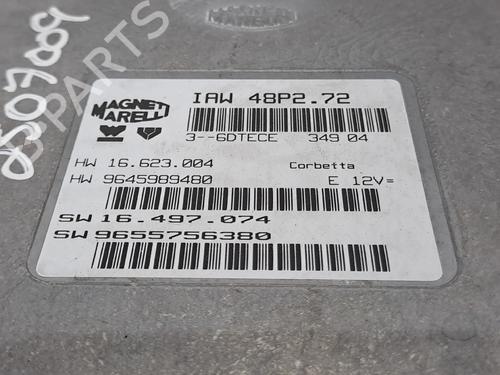 MAGNETI
MARELLI
IAW 48P2.72
3--6DTECE 349 04
HW 16.623.004 Corbetta
HW 9645989480 E 12V=
SW 16.497.074
SW 9655756380